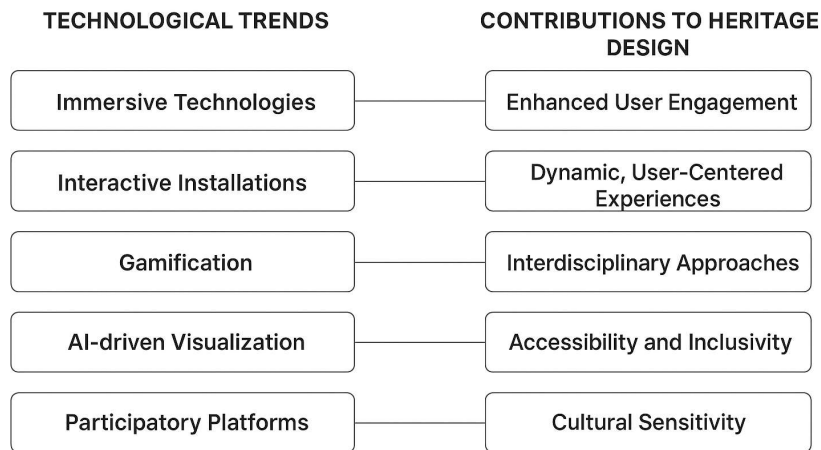 TECHNOLOGICAL TRENDS
CONTRIBUTIONS TO HERITAGE
DESIGN
Immersive Technologies
Enhanced User Engagement
Interactive Installations
Dynamic, User-Centered
Experiences
Gamification
Interdisciplinary Approaches
AI-driven Visualization
Accessibility and Inclusivity
Participatory Platforms
Cultural Sensitivity